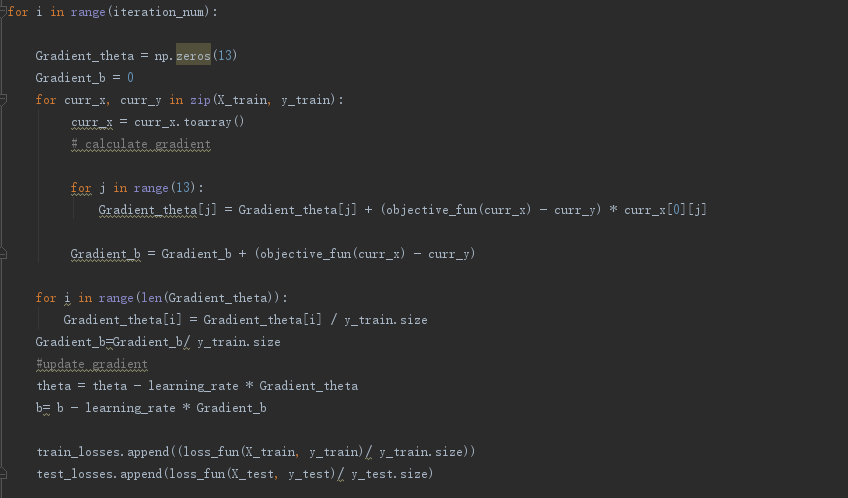 for i in range(iteration_num):
Gradient_theta = np.zeros(13)
Gradient_b = 0
for curr_x, curr_y in zip(X_train, y_train):
curr_x = curr_x.toarray()
# calculate gradient
for j in range(13):
Gradient_theta[j] = Gradient_theta[j] + (objective_fun(curr_x) - curr_y) * curr_x[0][j]
Gradient_b = Gradient_b + (objective_fun(curr_x) - curr_y)
for i in range(len(Gradient_theta)):
Gradient_theta[i] = Gradient_theta[i] / y_train.size
Gradient_b=Gradient_b/ y_train.size
#update gradient
theta = theta - learning_rate * Gradient_theta
b= b - learning_rate * Gradient_b
train_losses.append((loss_fun(X_train, y_train)/ y_train.size))
test_losses.append(loss_fun(X_test, y_test)/ y_test.size)